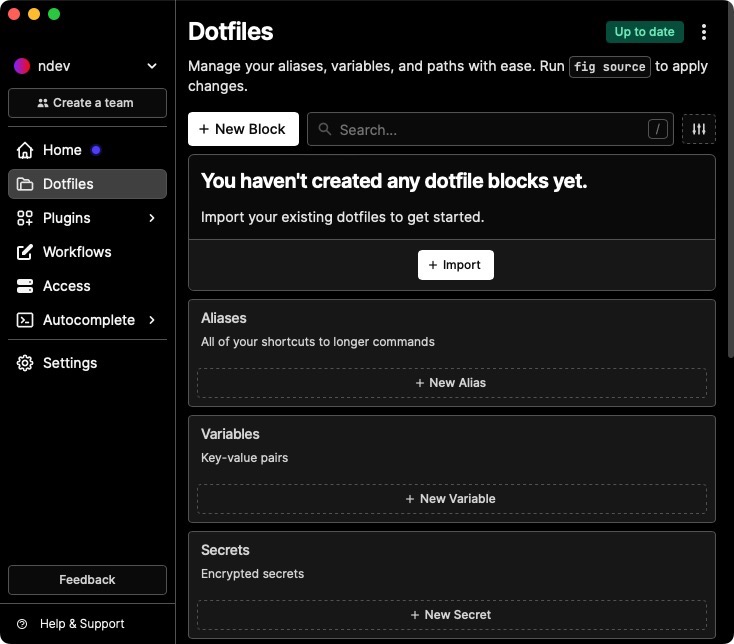 ndev
Create a team
Home
Dotfiles
Plugins
Workflows
Access
Autocomplete
Settings
Feedback
Help & Support
Dotfiles
Up to date
Manage your aliases, variables, and paths with ease. Run fig source to apply
changes.
+ New Block
Search...
/
You haven't created any dotfile blocks yet.
Import your existing dotfiles to get started.
+ Import
Aliases
All of your shortcuts to longer commands
+ New Alias
Variables
Key-value pairs
+ New Variable
Secrets
Encrypted secrets
+ New Secret